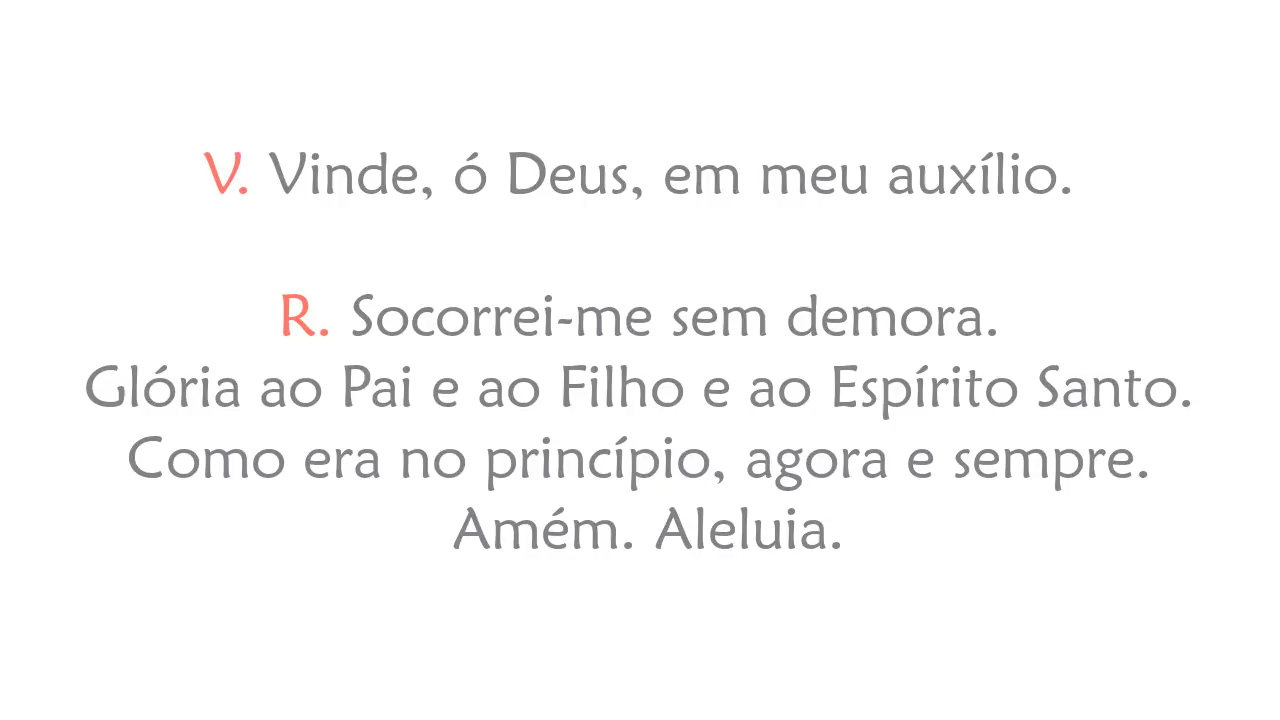 V. Vinde, ó Deus, em meu auxílio.
R. Socorrei-me sem demora.
Glória ao Pai e ao Filho e ao Espírito Santo.
Como era no princípio, agora e sempre.
Amém. Aleluia.